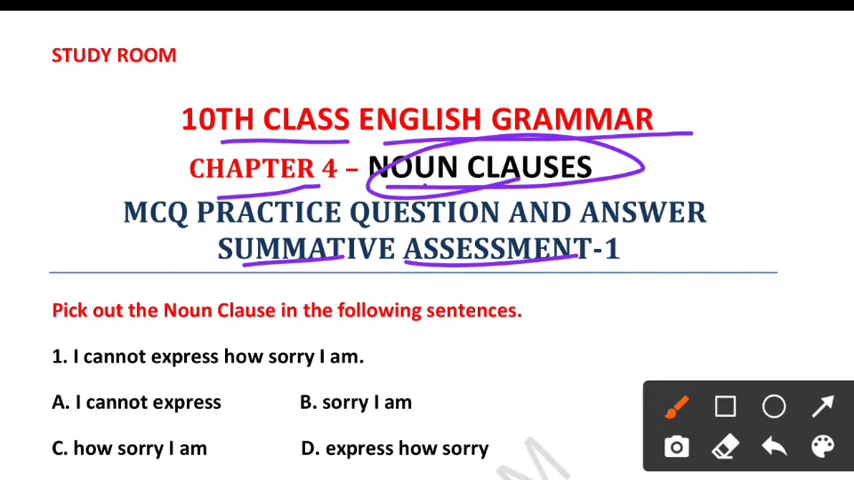 STUDY ROOM
10TH CLASS ENGLISH GRAMMAR
CHAPTER 4 – NOUN CLAUSES
MCQ PRACTICE QUESTION AND ANSWER
SUMMATIVE ASSESSMENT-1
Pick out the Noun Clause in the following sentences.
1. I cannot express how sorry I am.
A. I cannot express B. sorry I am
C. how sorry I am D. express how sorry